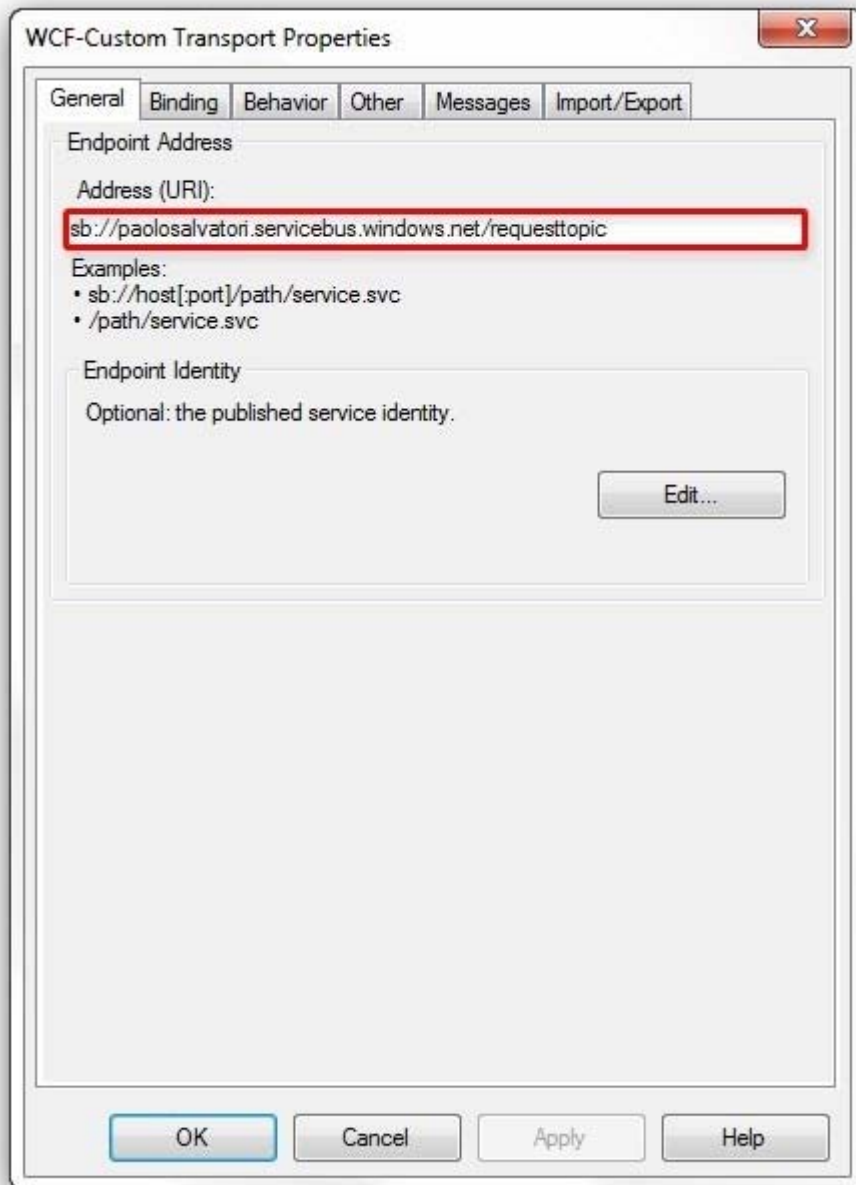 WCF-Custom Transport Properties
General Binding Behavior Other Messages Import/Export
Endpoint Address
Address (URI):
sb://paolosalvatori.servicebus.windows.net/requesttopic
Examples:
• sb://host[:port]/path/service.svc
• /path/service.svc
Endpoint Identity
Optional: the published service identity.
Edit...
OK Cancel Apply Help